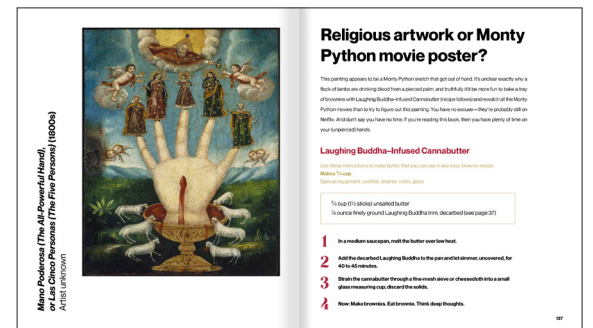 Mano Poderosa (The All-Powerful Hand),
or Las Cinco Personas (The Five Persons) (1800s)
Artist unknown
Religious artwork or Monty
Python movie poster?
This painting appears to be a Monty Python sketch that got out of hand. It's unclear exactly why a
flock of lambs are drinking blood from a pierced palm, and truthfully it'd be more fun to bake a tray
of brownies with Laughing Buddha–Infused Cannabutter (recipe follows) and rewatch all the Monty
Python movies than to try to figure out this painting. You have no excuse—they're probably still on
Netflix. And don't say you have no time. If you're reading this book, then you have plenty of time on
your (unpierced) hands.
Laughing Buddha–Infused Cannabutter
Use these instructions to make butter that you can use in any easy brownie recipe.
Makes ¾ cup
Special equipment: cocktail, strainer, rocks, glass
¾ cup (1½ sticks) unsalted butter
⅛ ounce finely ground Laughing Buddha trim, decarbed (see page 37)
1 In a medium saucepan, melt the butter over low heat.
2 Add the decarbed Laughing Buddha to the pan and let simmer, uncovered, for
40 to 45 minutes.
3 Strain the cannabutter through a fine-mesh sieve or cheesecloth into a small
glass measuring cup; discard the solids.
4 Now: Make brownies. Eat brownie. Think deep thoughts.
137